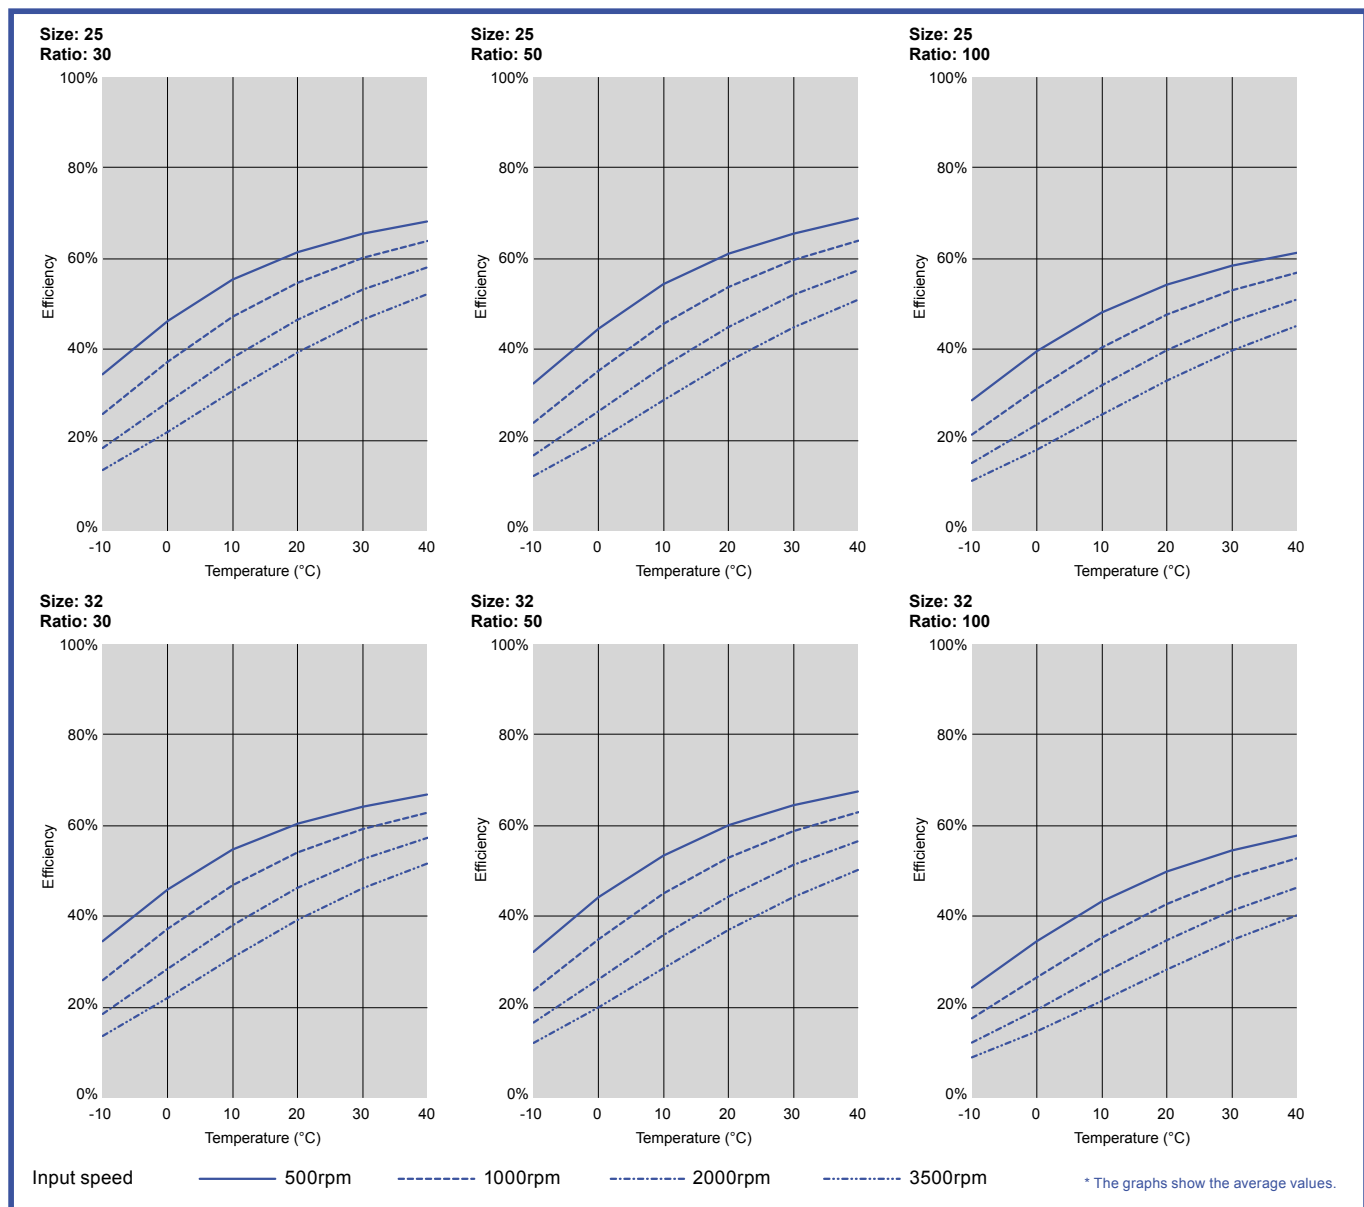 Size: 25
Ratio: 30
100%
80%
60%
40%
20%
0%
Efficiency
-10 0 10 20 30 40
Temperature (°C)
Size: 25
Ratio: 50
100%
80%
60%
40%
20%
0%
Efficiency
-10 0 10 20 30 40
Temperature (°C)
Size: 25
Ratio: 100
100%
80%
60%
40%
20%
0%
Efficiency
-10 0 10 20 30 40
Temperature (°C)
Size: 32
Ratio: 30
100%
80%
60%
40%
20%
0%
Efficiency
-10 0 10 20 30 40
Temperature (°C)
Size: 32
Ratio: 50
100%
80%
60%
40%
20%
0%
Efficiency
-10 0 10 20 30 40
Temperature (°C)
Size: 32
Ratio: 100
100%
80%
60%
40%
20%
0%
Efficiency
-10 0 10 20 30 40
Temperature (°C)
Input speed 500rpm 1000rpm 2000rpm 3500rpm
* The graphs show the average values.